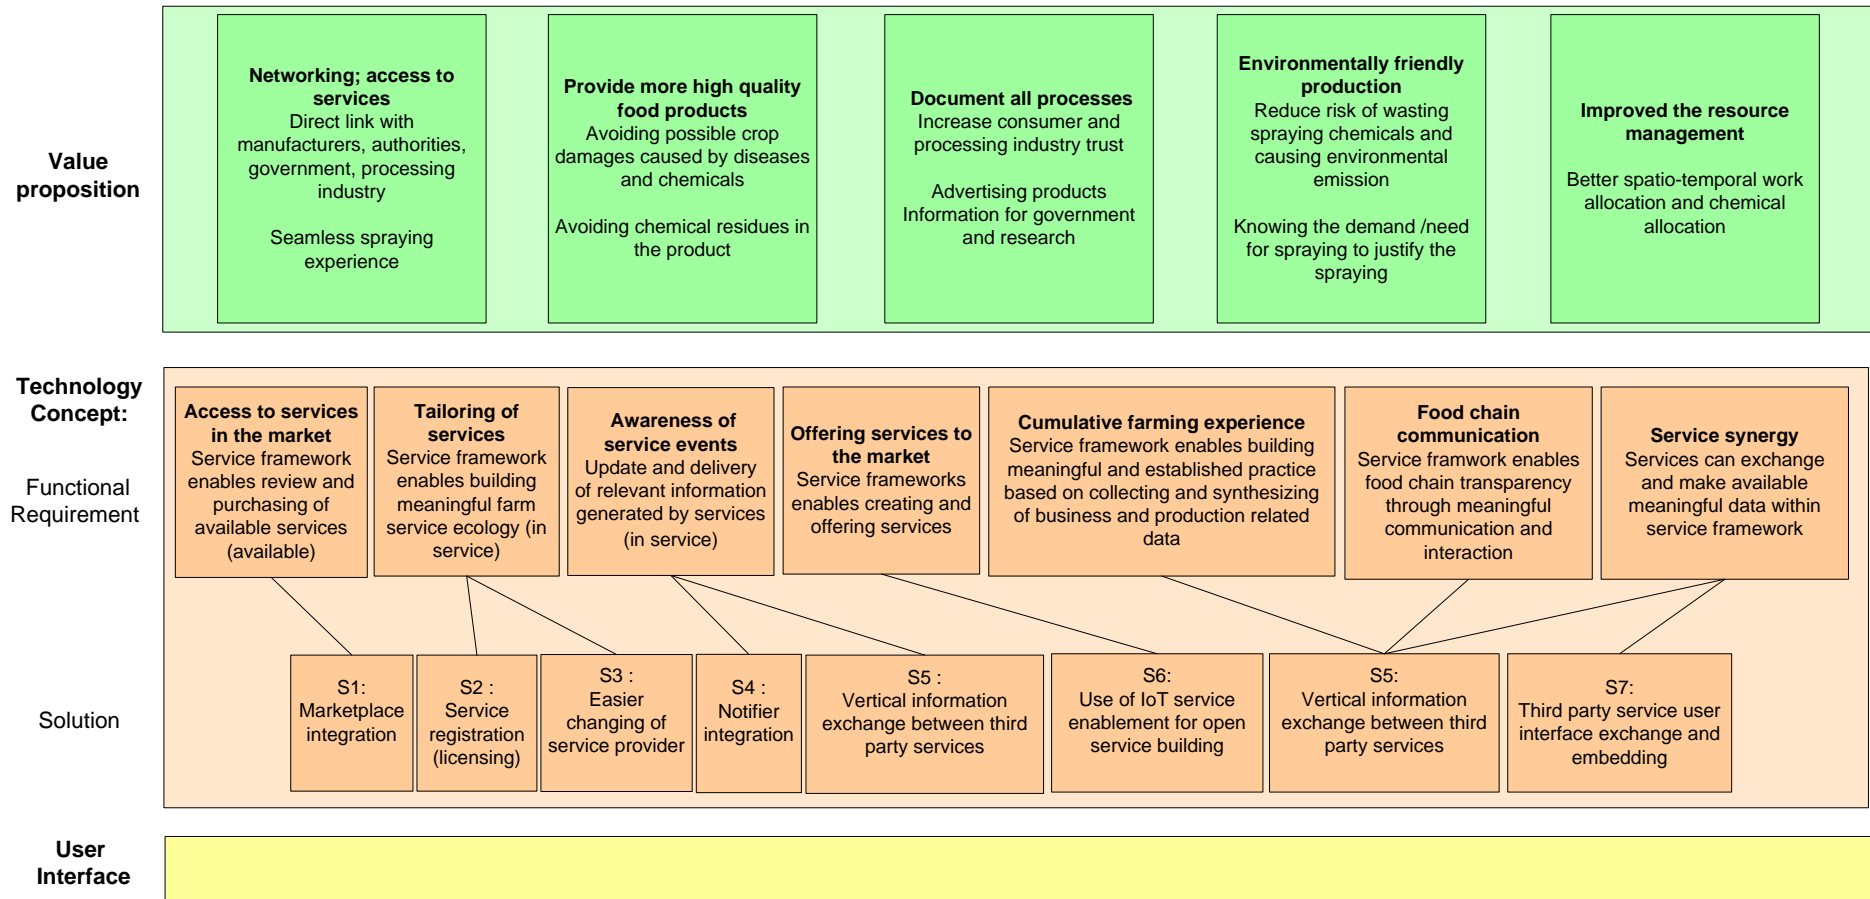 Value
proposition
Networking; access to
services
Direct link with
manufacturers, authorities,
government, processing
industry
Seamless spraying
experience
Provide more high quality
food products
Avoiding possible crop
damages caused by diseases
and chemicals
Avoiding chemical residues in
the product
Document all processes
Increase consumer and
processing industry trust
Advertising products
Information for government
and research
Environmentally friendly
production
Reduce risk of wasting
spraying chemicals and
causing environmental
emission
Knowing the demand /need
for spraying to justify the
spraying
Improved the resource
management
Better spatio-temporal work
allocation and chemical
allocation
Technology
Concept:
Functional
Requirement
Access to services
in the market
Service framework
enables review and
purchasing of
available services
(available)
Tailoring of
services
Service framework
enables building
meaningful farm
service ecology (in
service)
Awareness of
service events
Update and delivery
of relevant information
generated by services
(in service)
Offering services to
the market
Service frameworks
enables creating and
offering services
Cumulative farming experience
Service framework enables building
meaningful and established practice
based on collecting and synthesizing
of business and production related
data
Food chain
communication
Service framwork enables
food chain transparency
through meaningful
communication and
interaction
Service synergy
Services can exchange
and make available
meaningful data within
service framework
Solution
S1:
Marketplace
integration
S2 :
Service
registration
(licensing)
S3 :
Easier
changing of
service provider
S4 :
Notifier
integration
S5 :
Vertical information
exchange between third
party services
S6:
Use of IoT service
enablement for open
service building
S5:
Vertical information
exchange between third
party services
S7:
Third party service user
interface exchange and
embedding
User
Interface